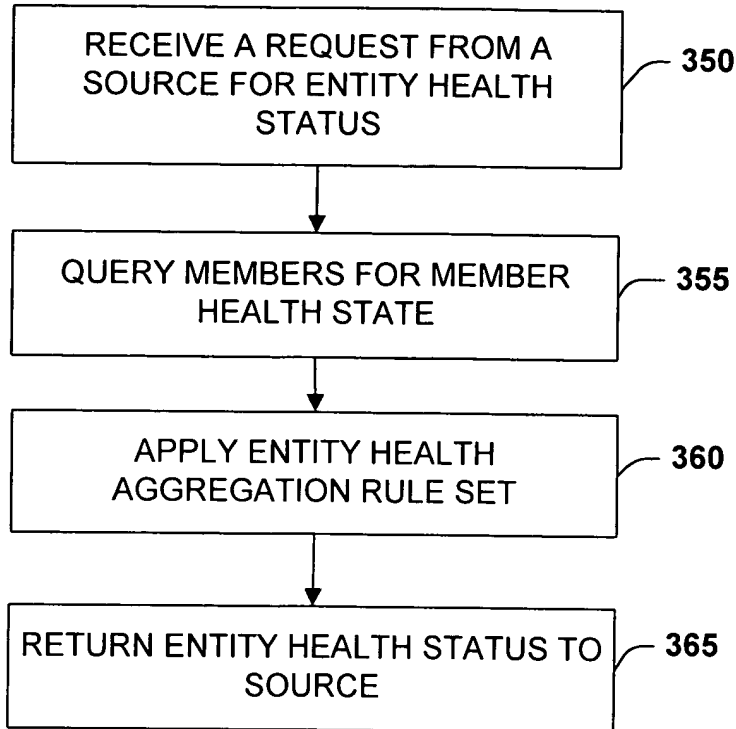 RECEIVE A REQUEST FROM A
SOURCE FOR ENTITY HEALTH
STATUS
350
QUERY MEMBERS FOR MEMBER
HEALTH STATE
355
APPLY ENTITY HEALTH
AGGREGATION RULE SET
360
RETURN ENTITY HEALTH STATUS TO
SOURCE
365